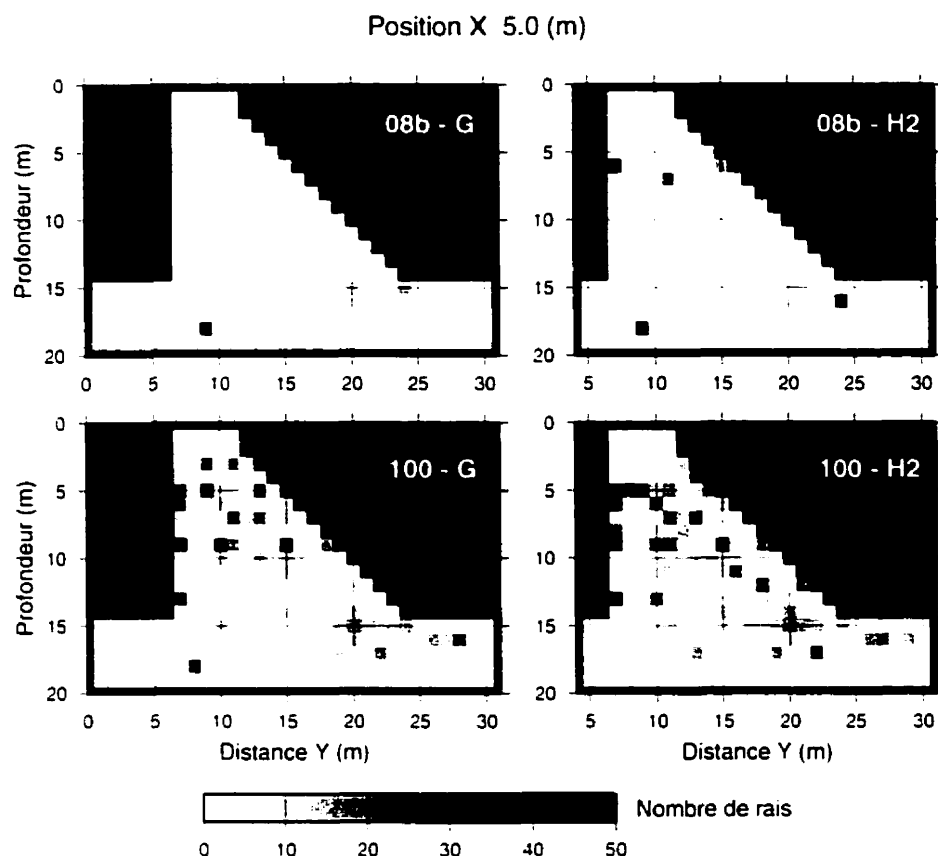 Position X 5.0 (m)
08b - G
08b - H2
0
5
10
15
20
Profondeur (m)
0
5
10
15
20
0 5 10 15 20 25 30
5 10 15 20 25 30
100 - G
100 - H2
0
5
10
15
20
Profondeur (m)
0
5
10
15
20
0 5 10 15 20 25 30
5 10 15 20 25 30
Distance Y (m)
Distance Y (m)
Nombre de rais
0 10 20 30 40 50